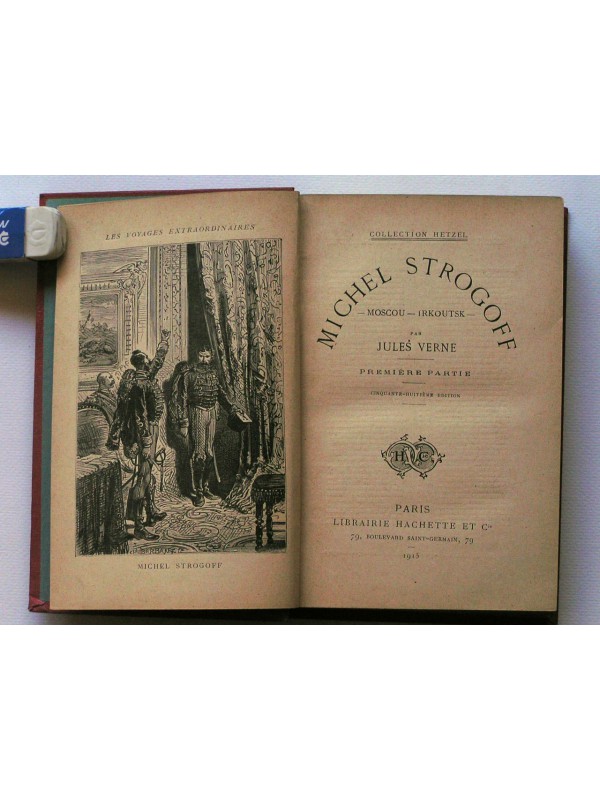 LES VOYAGES EXTRAORDINAIRES
MICHEL STROGOFF
COLLECTION HETZEL
MICHEL STROGOFF
— MOSCOU — IRKOUTSK —
PAR
JULES VERNE
PREMIÈRE PARTIE
CINQUANTE-HUITIÈME ÉDITION
H C
PARIS
LIBRAIRIE HACHETTE ET Cie
79, BOULEVARD SAINT-GERMAIN, 79
1915